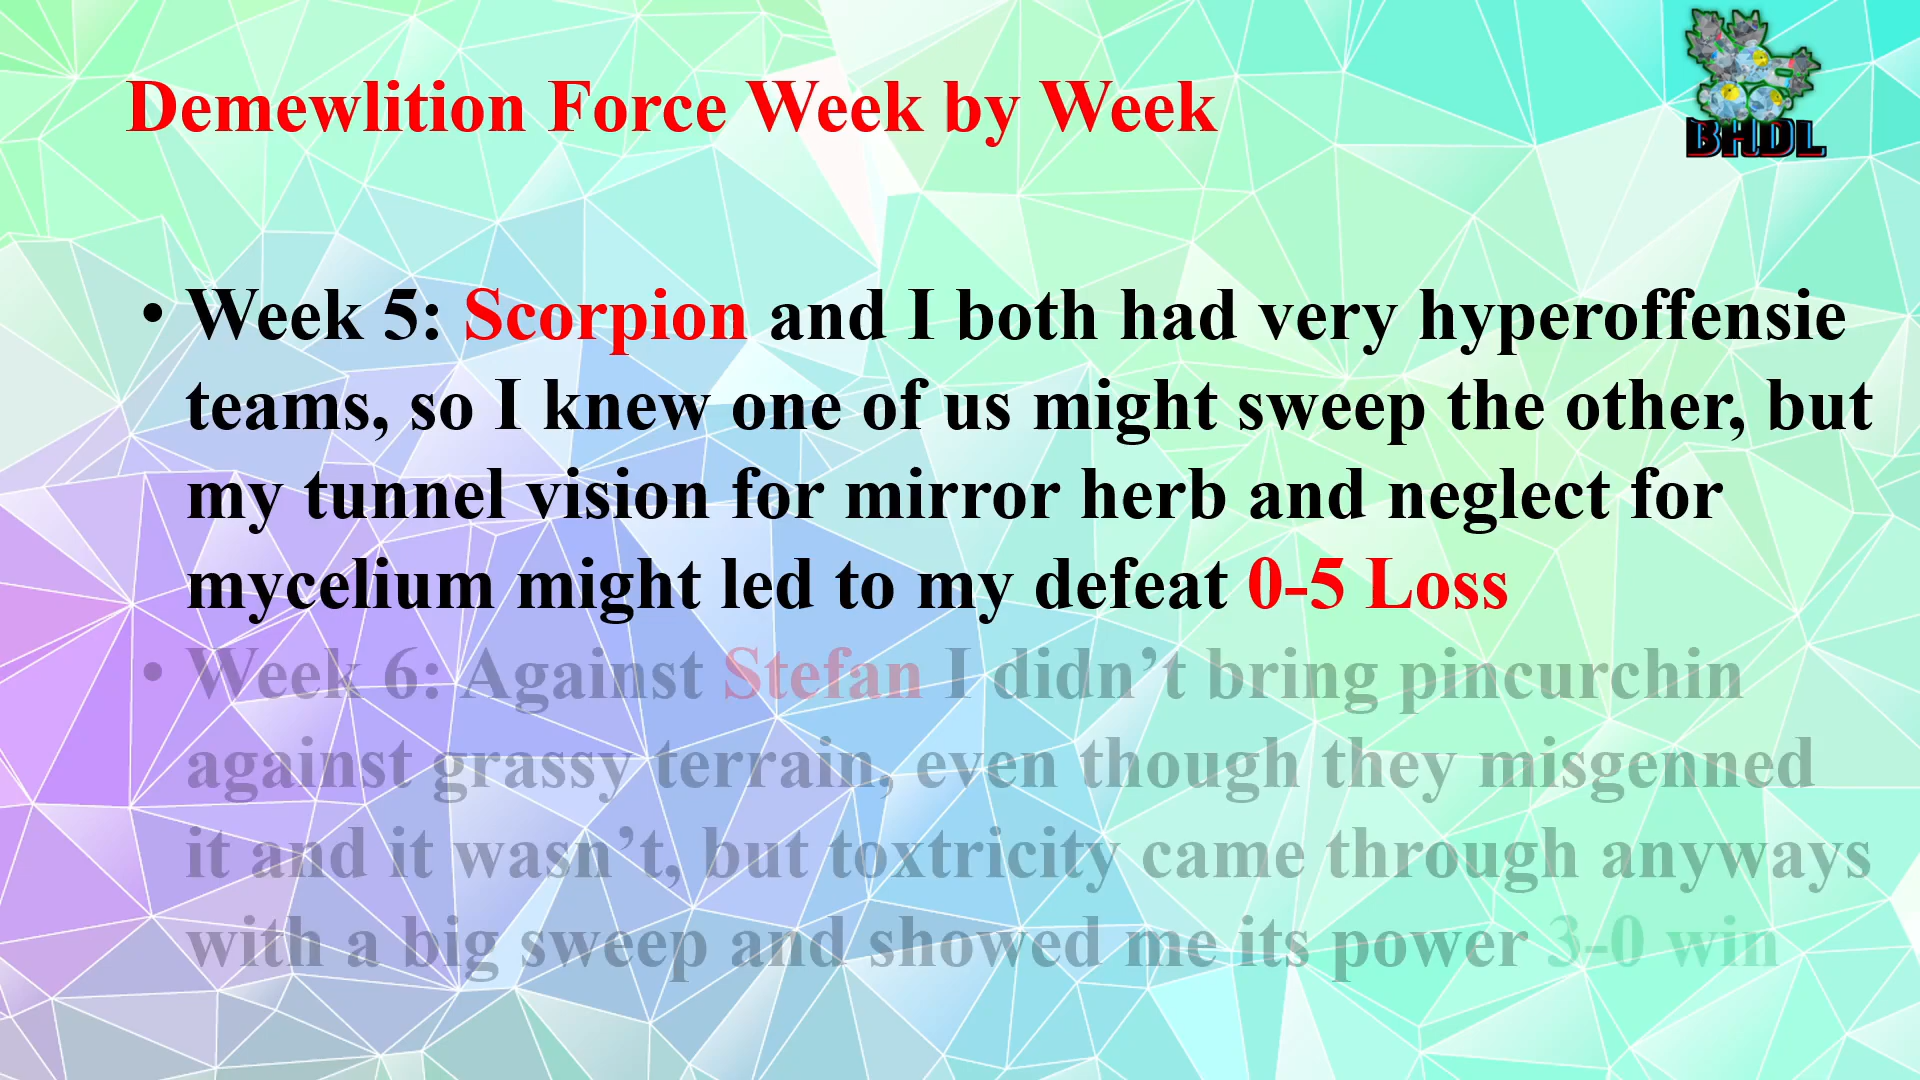 Demewlition Force Week by Week
BHDL
• Week 5: Scorpion and I both had very hyperoffensie
teams, so I knew one of us might sweep the other, but
my tunnel vision for mirror herb and neglect for
mycelium might led to my defeat 0-5 Loss
• Week 6: Against Stefan I didn’t bring pincurchin
against grassy terrain, even though they misgenned
it and it wasn’t, but toxtricity came through anyways
with a big sweep and showed me its power 3-0 win